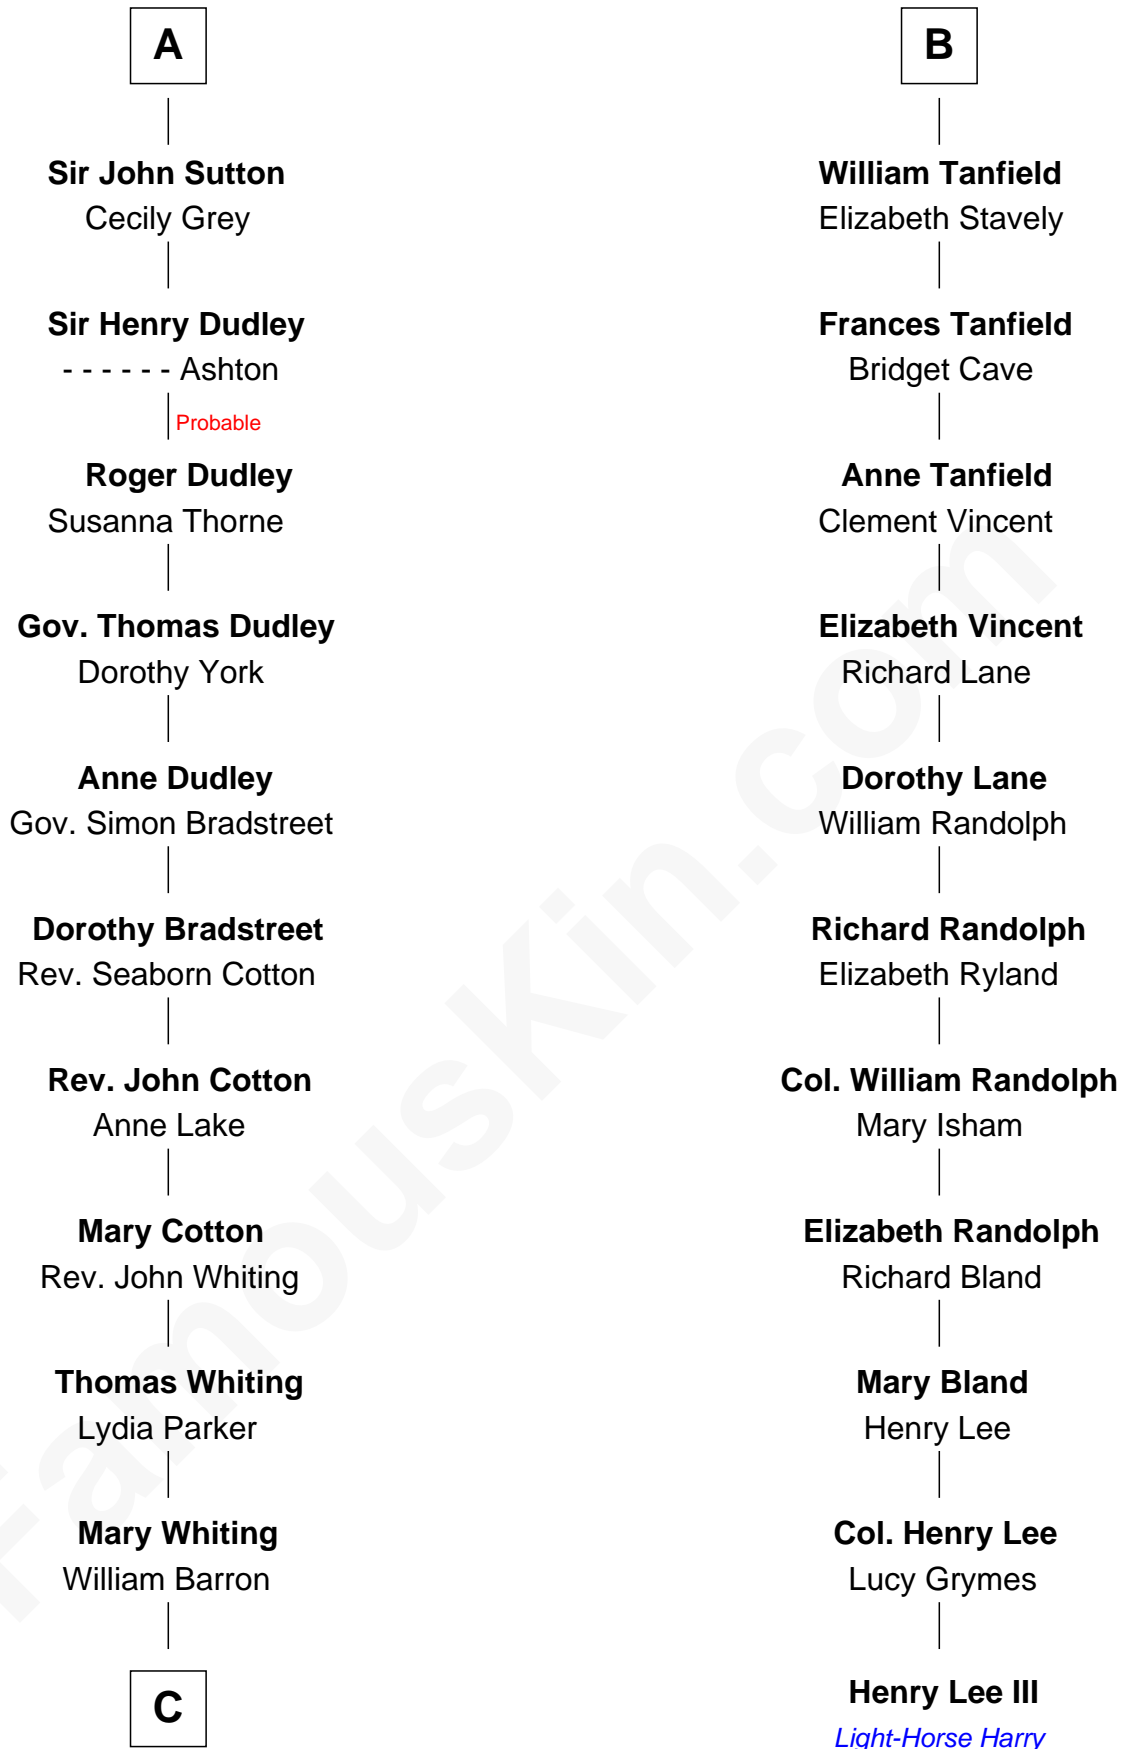 A
Sir John Sutton
Cecily Grey
Sir Henry Dudley
- - - - - - Ashton
Probable
Roger Dudley
Susanna Thorne
Gov. Thomas Dudley
Dorothy York
Anne Dudley
Gov. Simon Bradstreet
Dorothy Bradstreet
Rev. Seaborn Cotton
Rev. John Cotton
Anne Lake
Mary Cotton
Rev. John Whiting
Thomas Whiting
Lydia Parker
Mary Whiting
William Barron
C
B
William Tanfield
Elizabeth Stavely
Frances Tanfield
Bridget Cave
Anne Tanfield
Clement Vincent
Elizabeth Vincent
Richard Lane
Dorothy Lane
William Randolph
Richard Randolph
Elizabeth Ryland
Col. William Randolph
Mary Isham
Elizabeth Randolph
Richard Bland
Mary Bland
Henry Lee
Col. Henry Lee
Lucy Grymes
Henry Lee III
Light-Horse Harry
FamousKin.com